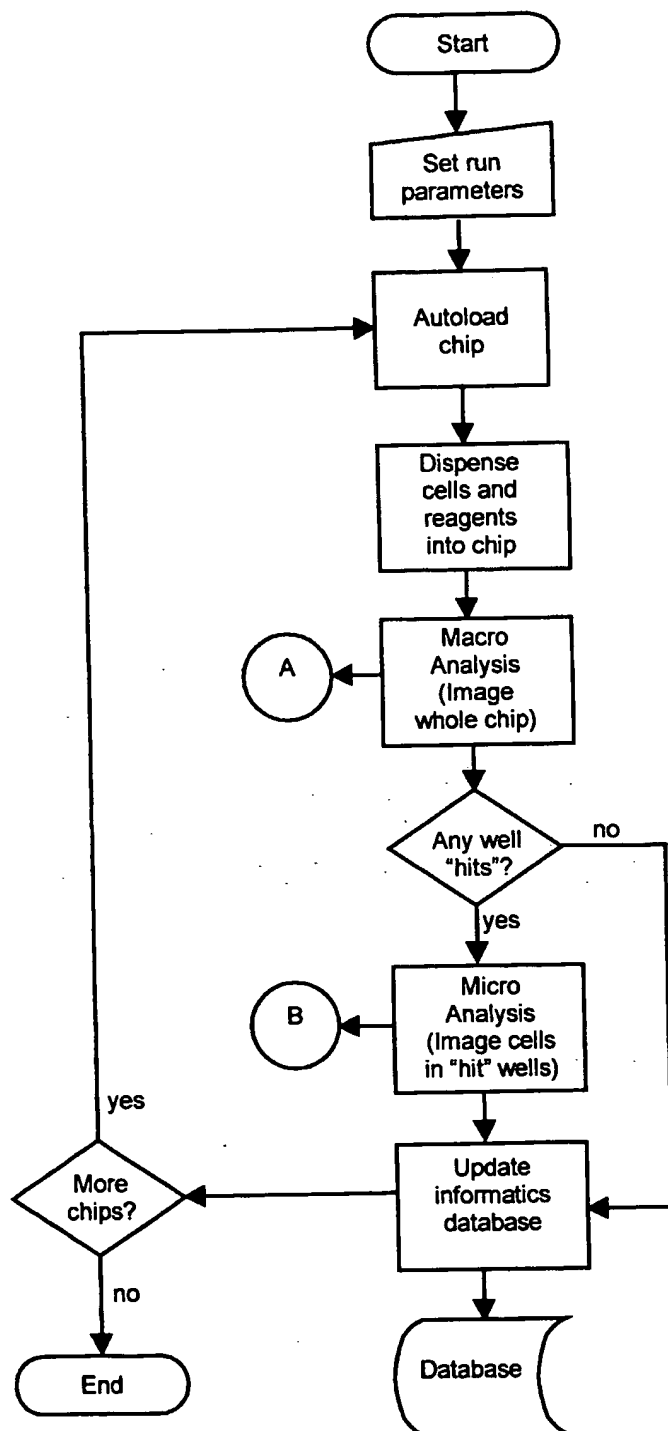 Start
Set run
parameters
Autoload
chip
Dispense
cells and
reagents
into chip
Macro
Analysis
(Image
whole chip)
A
Any well
"hits"?
no
yes
Micro
Analysis
(Image cells
in "hit" wells)
B
yes
More
chips?
Update
informatics
database
no
End
Database